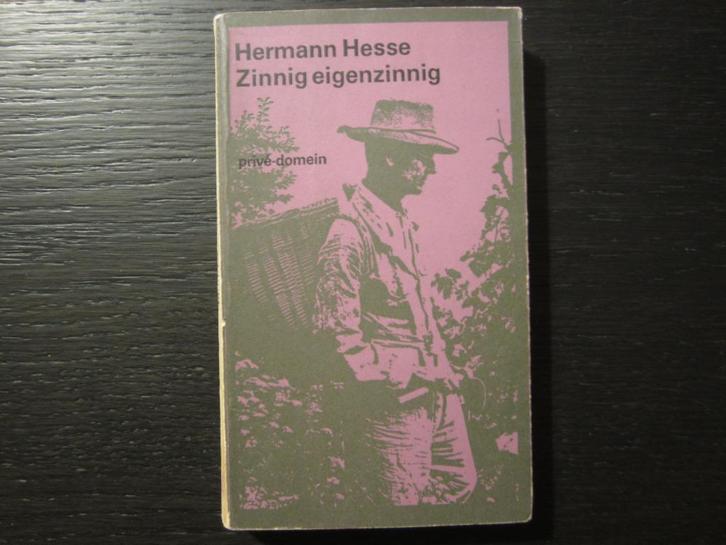 Hermann Hesse
Zinnig eigenzinnig
privé-domein